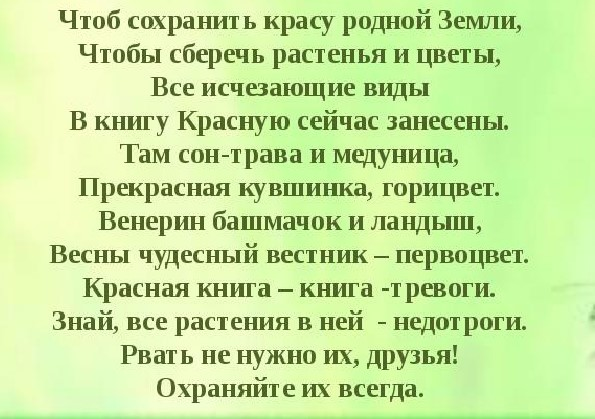 Чтоб сохранить красу родной Земли,
Чтобы сберечь растенья и цветы,
Все исчезающие виды
В книгу Красную сейчас занесены.
Там сон-трава и медуница,
Прекрасная кувшинка, горицвет.
Венерин башмачок и ландыш,
Весны чудесный вестник – первоцвет.
Красная книга – книга -тревоги.
Знай, все растения в ней  - недотроги.
Рвать не нужно их, друзья!
Охраняйте их всегда.